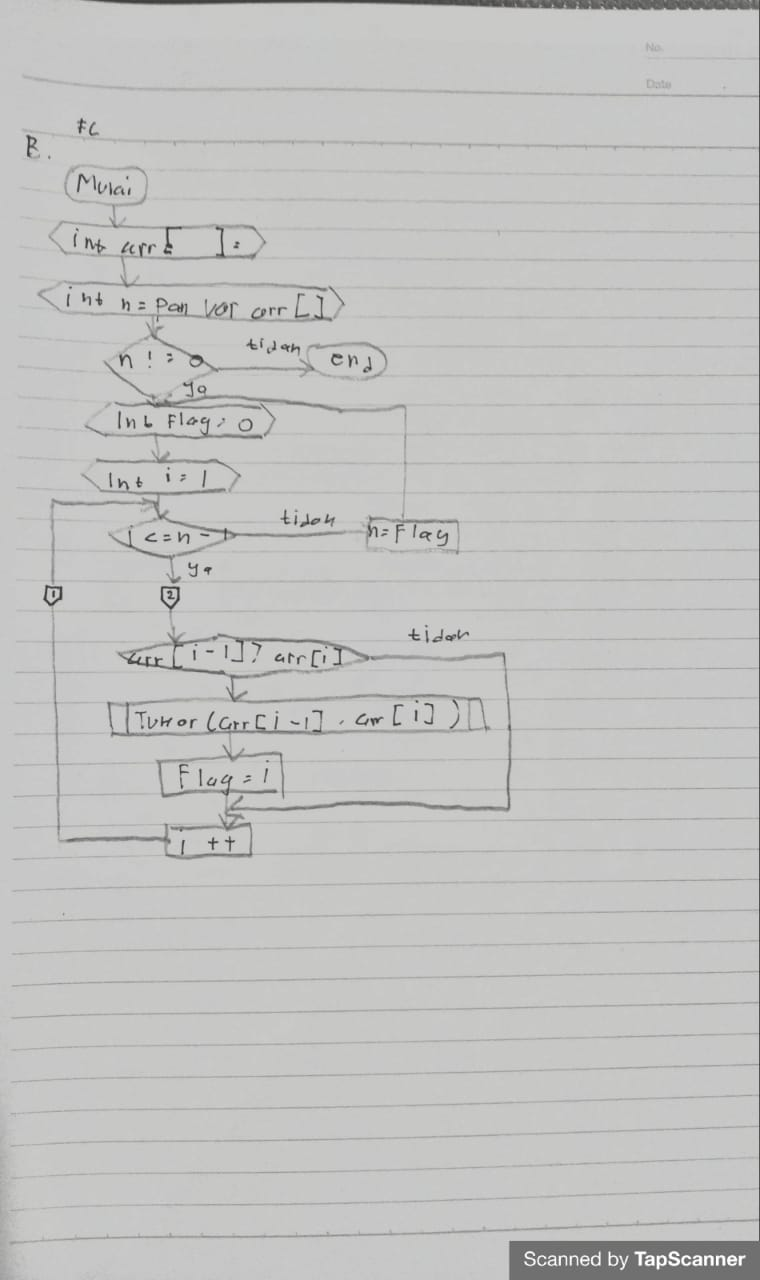 No.
Date
FC
B.
Mulai
int arr[ ] =
int n = Pan Var arr []
n ! = 0
tidak
end
ya
Int Flag = 0
Int i = 1
i <= n - 1
tidak
n = Flag
ya
1
2
arr [i-1] > arr[i]
tidak
Tukar (arr[i-1] , arr [i] )
Flag = i
i ++
Scanned by TapScanner